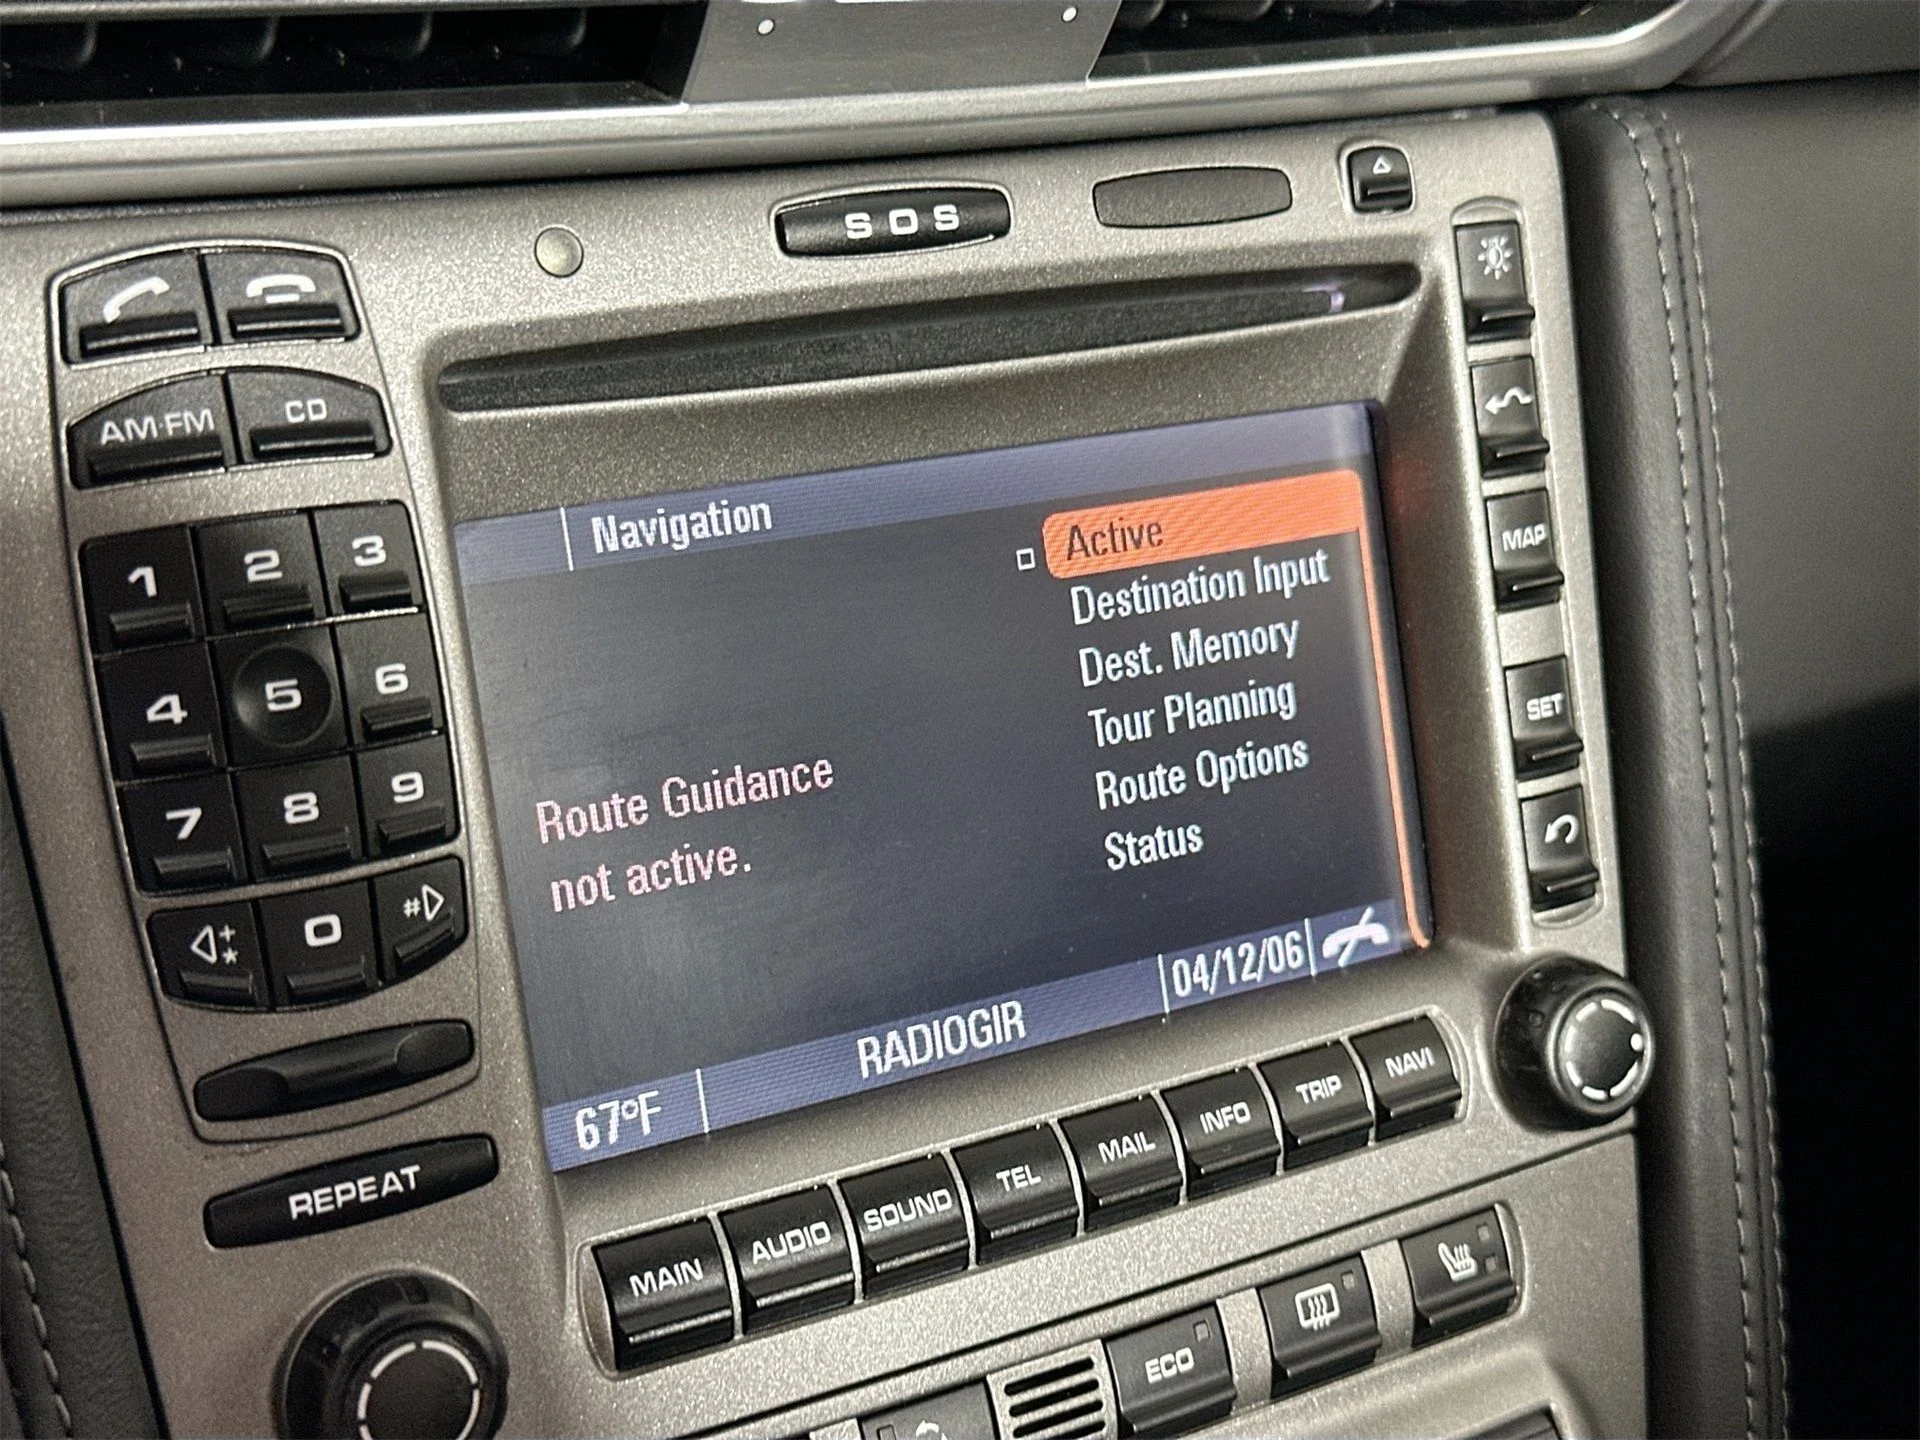 SOS
AM·FM
CD
1
2
3
4
5
6
7
8
9
+
*
0
#
REPEAT
Navigation
Active
Destination Input
Dest. Memory
Tour Planning
Route Options
Status
Route Guidance
not active.
67°F
RADIOGIR
04/12/06
MAP
SET
MAIN
AUDIO
SOUND
TEL
MAIL
INFO
TRIP
NAVI
ECO